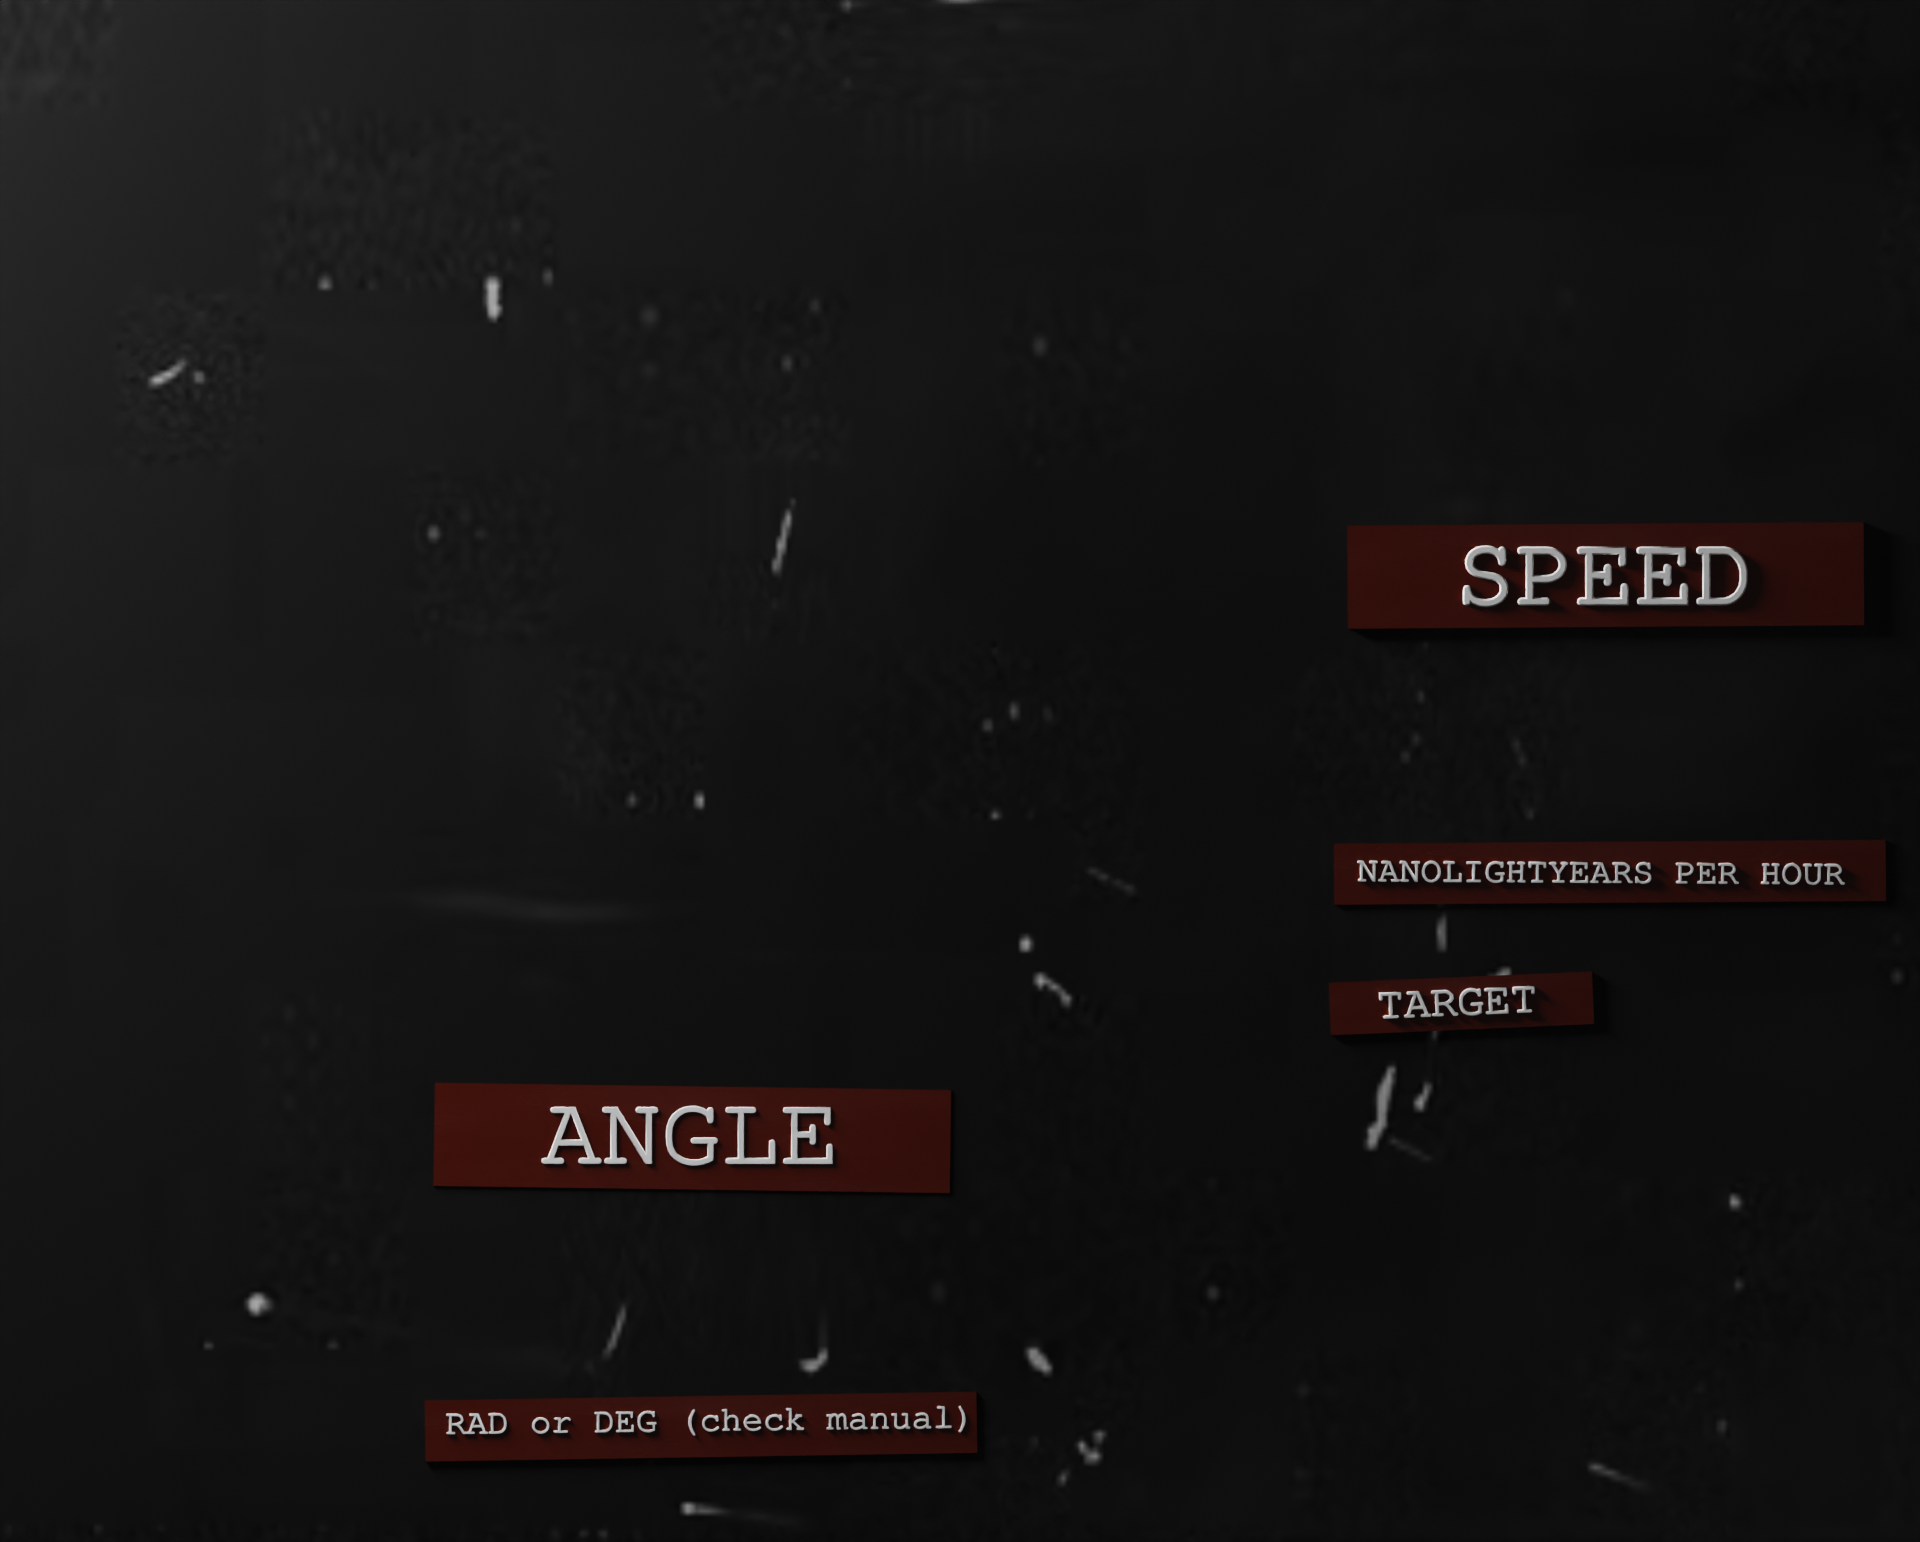 SPEED
NANOLIGHTYEARS PER HOUR
TARGET
ANGLE
RAD or DEG (check manual)